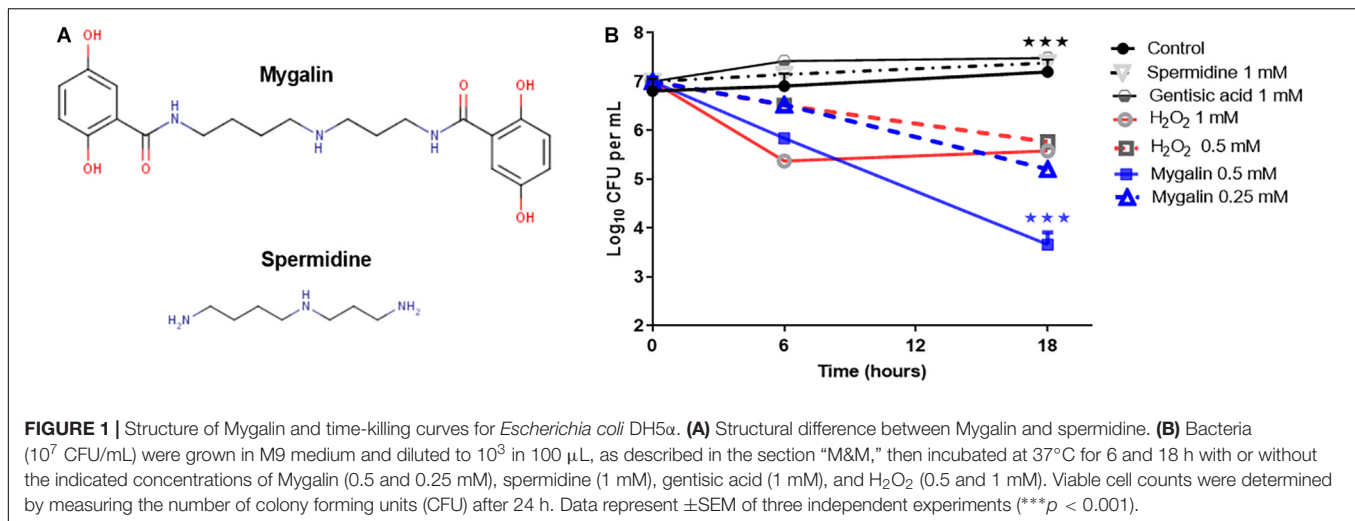 A
OH
OH
O
NH
Mygalin
H
N
O
NH
OH
OH
Spermidine
H₂N
H
N
NH₂
B
Log₁₀ CFU per mL
8
7
6
5
4
3
2
0
6
12
18
Time (hours)
★★★
★★★
Control
Spermidine 1 mM
Gentisic acid 1 mM
H₂O₂ 1 mM
H₂O₂ 0.5 mM
Mygalin 0.5 mM
Mygalin 0.25 mM
FIGURE 1 | Structure of Mygalin and time-killing curves for Escherichia coli DH5α. (A) Structural difference between Mygalin and spermidine. (B) Bacteria
(10⁷ CFU/mL) were grown in M9 medium and diluted to 10³ in 100 μL, as described in the section “M&M,” then incubated at 37°C for 6 and 18 h with or without
the indicated concentrations of Mygalin (0.5 and 0.25 mM), spermidine (1 mM), gentisic acid (1 mM), and H₂O₂ (0.5 and 1 mM). Viable cell counts were determined
by measuring the number of colony forming units (CFU) after 24 h. Data represent ±SEM of three independent experiments (***p < 0.001).